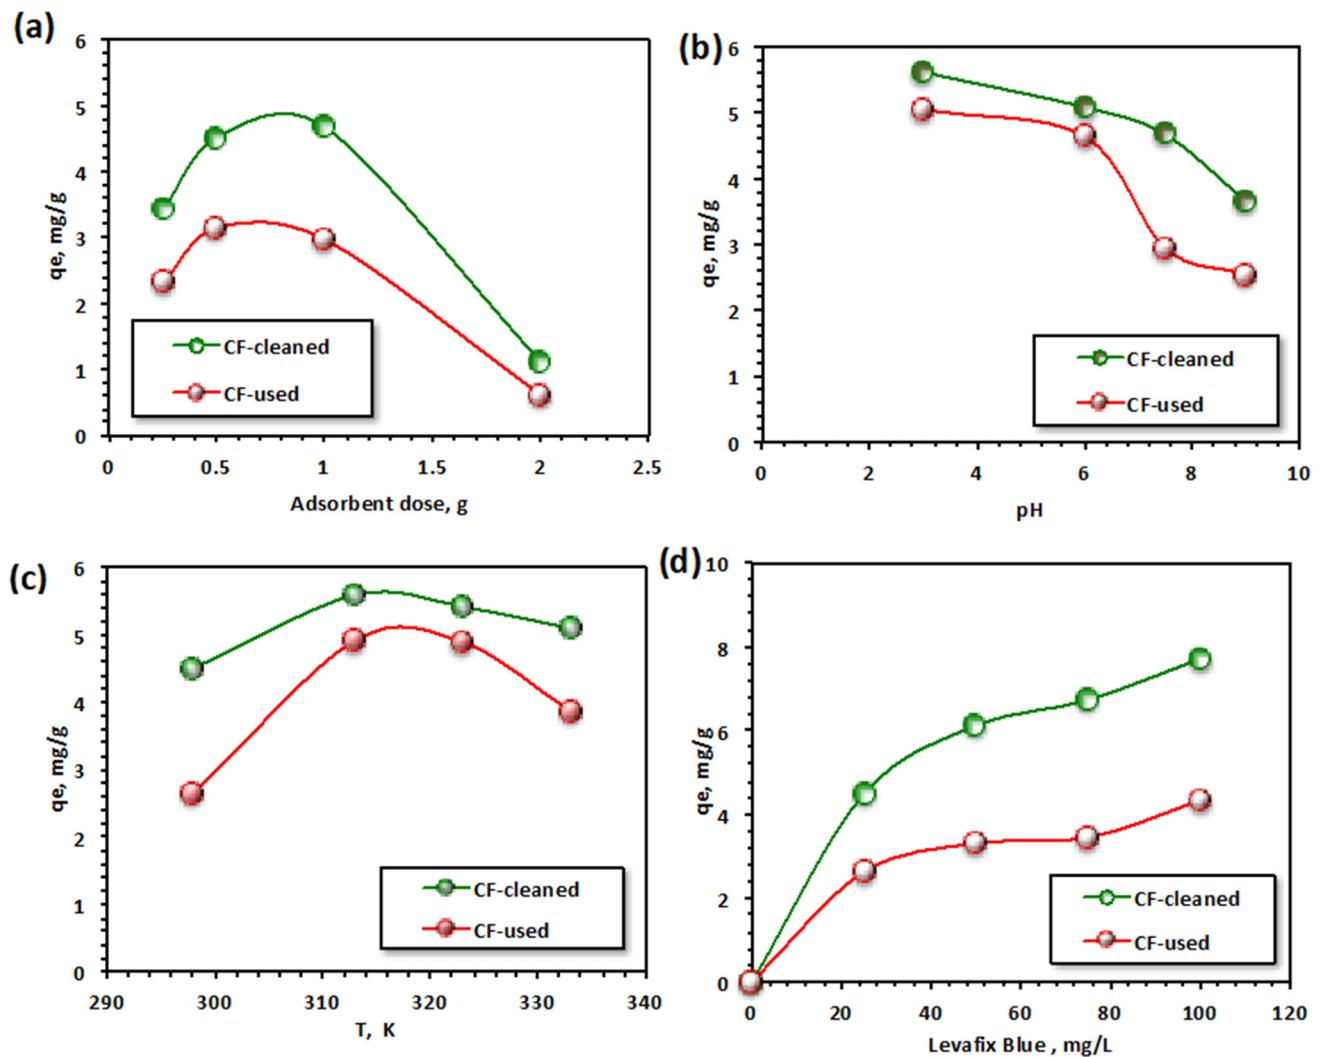 (a)
6
5
4
3
2
1
0
qe, mg/g
CF-cleaned
CF-used
0 0.5 1 1.5 2 2.5
Adsorbent dose, g
(b)
6
5
4
3
2
1
0
qe, mg/g
CF-cleaned
CF-used
0 2 4 6 8 10
pH
(c)
6
5
4
3
2
1
0
qe, mg/g
CF-cleaned
CF-used
290 300 310 320 330 340
T, K
(d)
10
8
6
4
2
0
qe, mg/g
CF-cleaned
CF-used
0 20 40 60 80 100 120
Levafix Blue , mg/L